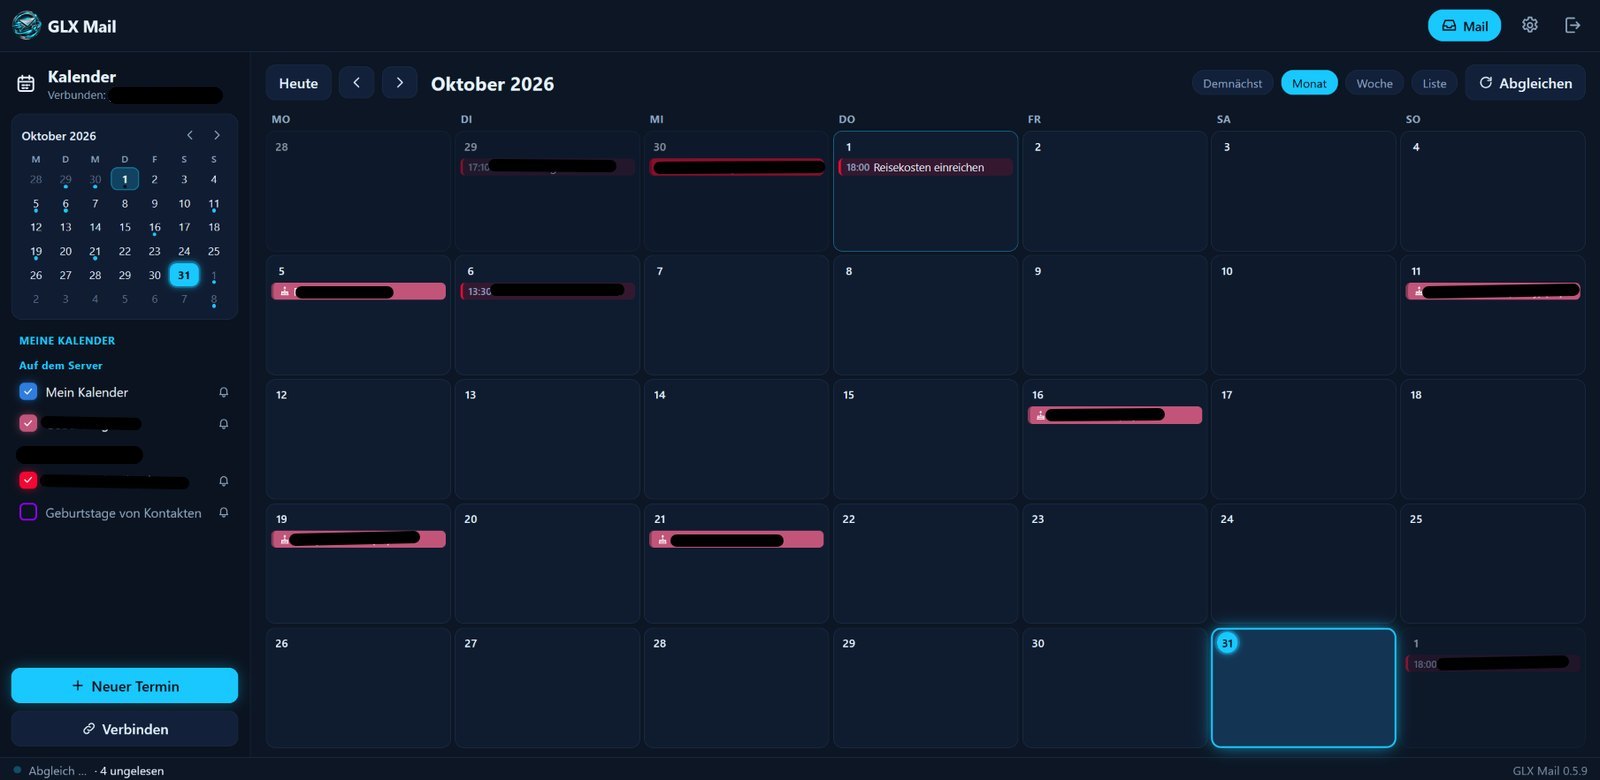 GLX Mail
Mail
Kalender
Verbunden:
Oktober 2026
M D M D F S S
28 29 30 1 2 3 4
5 6 7 8 9 10 11
12 13 14 15 16 17 18
19 20 21 22 23 24 25
26 27 28 29 30 31 1
2 3 4 5 6 7 8
MEINE KALENDER
Auf dem Server
Mein Kalender
Geburtstage von Kontakten
+ Neuer Termin
Verbinden
Heute
Oktober 2026
Demnächst Monat Woche Liste Abgleichen
MO DI MI DO FR SA SO
28 29 30 1 2 3 4
17:10
18:00 Reisekosten einreichen
5 6 7 8 9 10 11
13:30
12 13 14 15 16 17 18
19 20 21 22 23 24 25
26 27 28 29 30 31 1
18:00
Abgleich ... · 4 ungelesen
GLX Mail 0.5.9